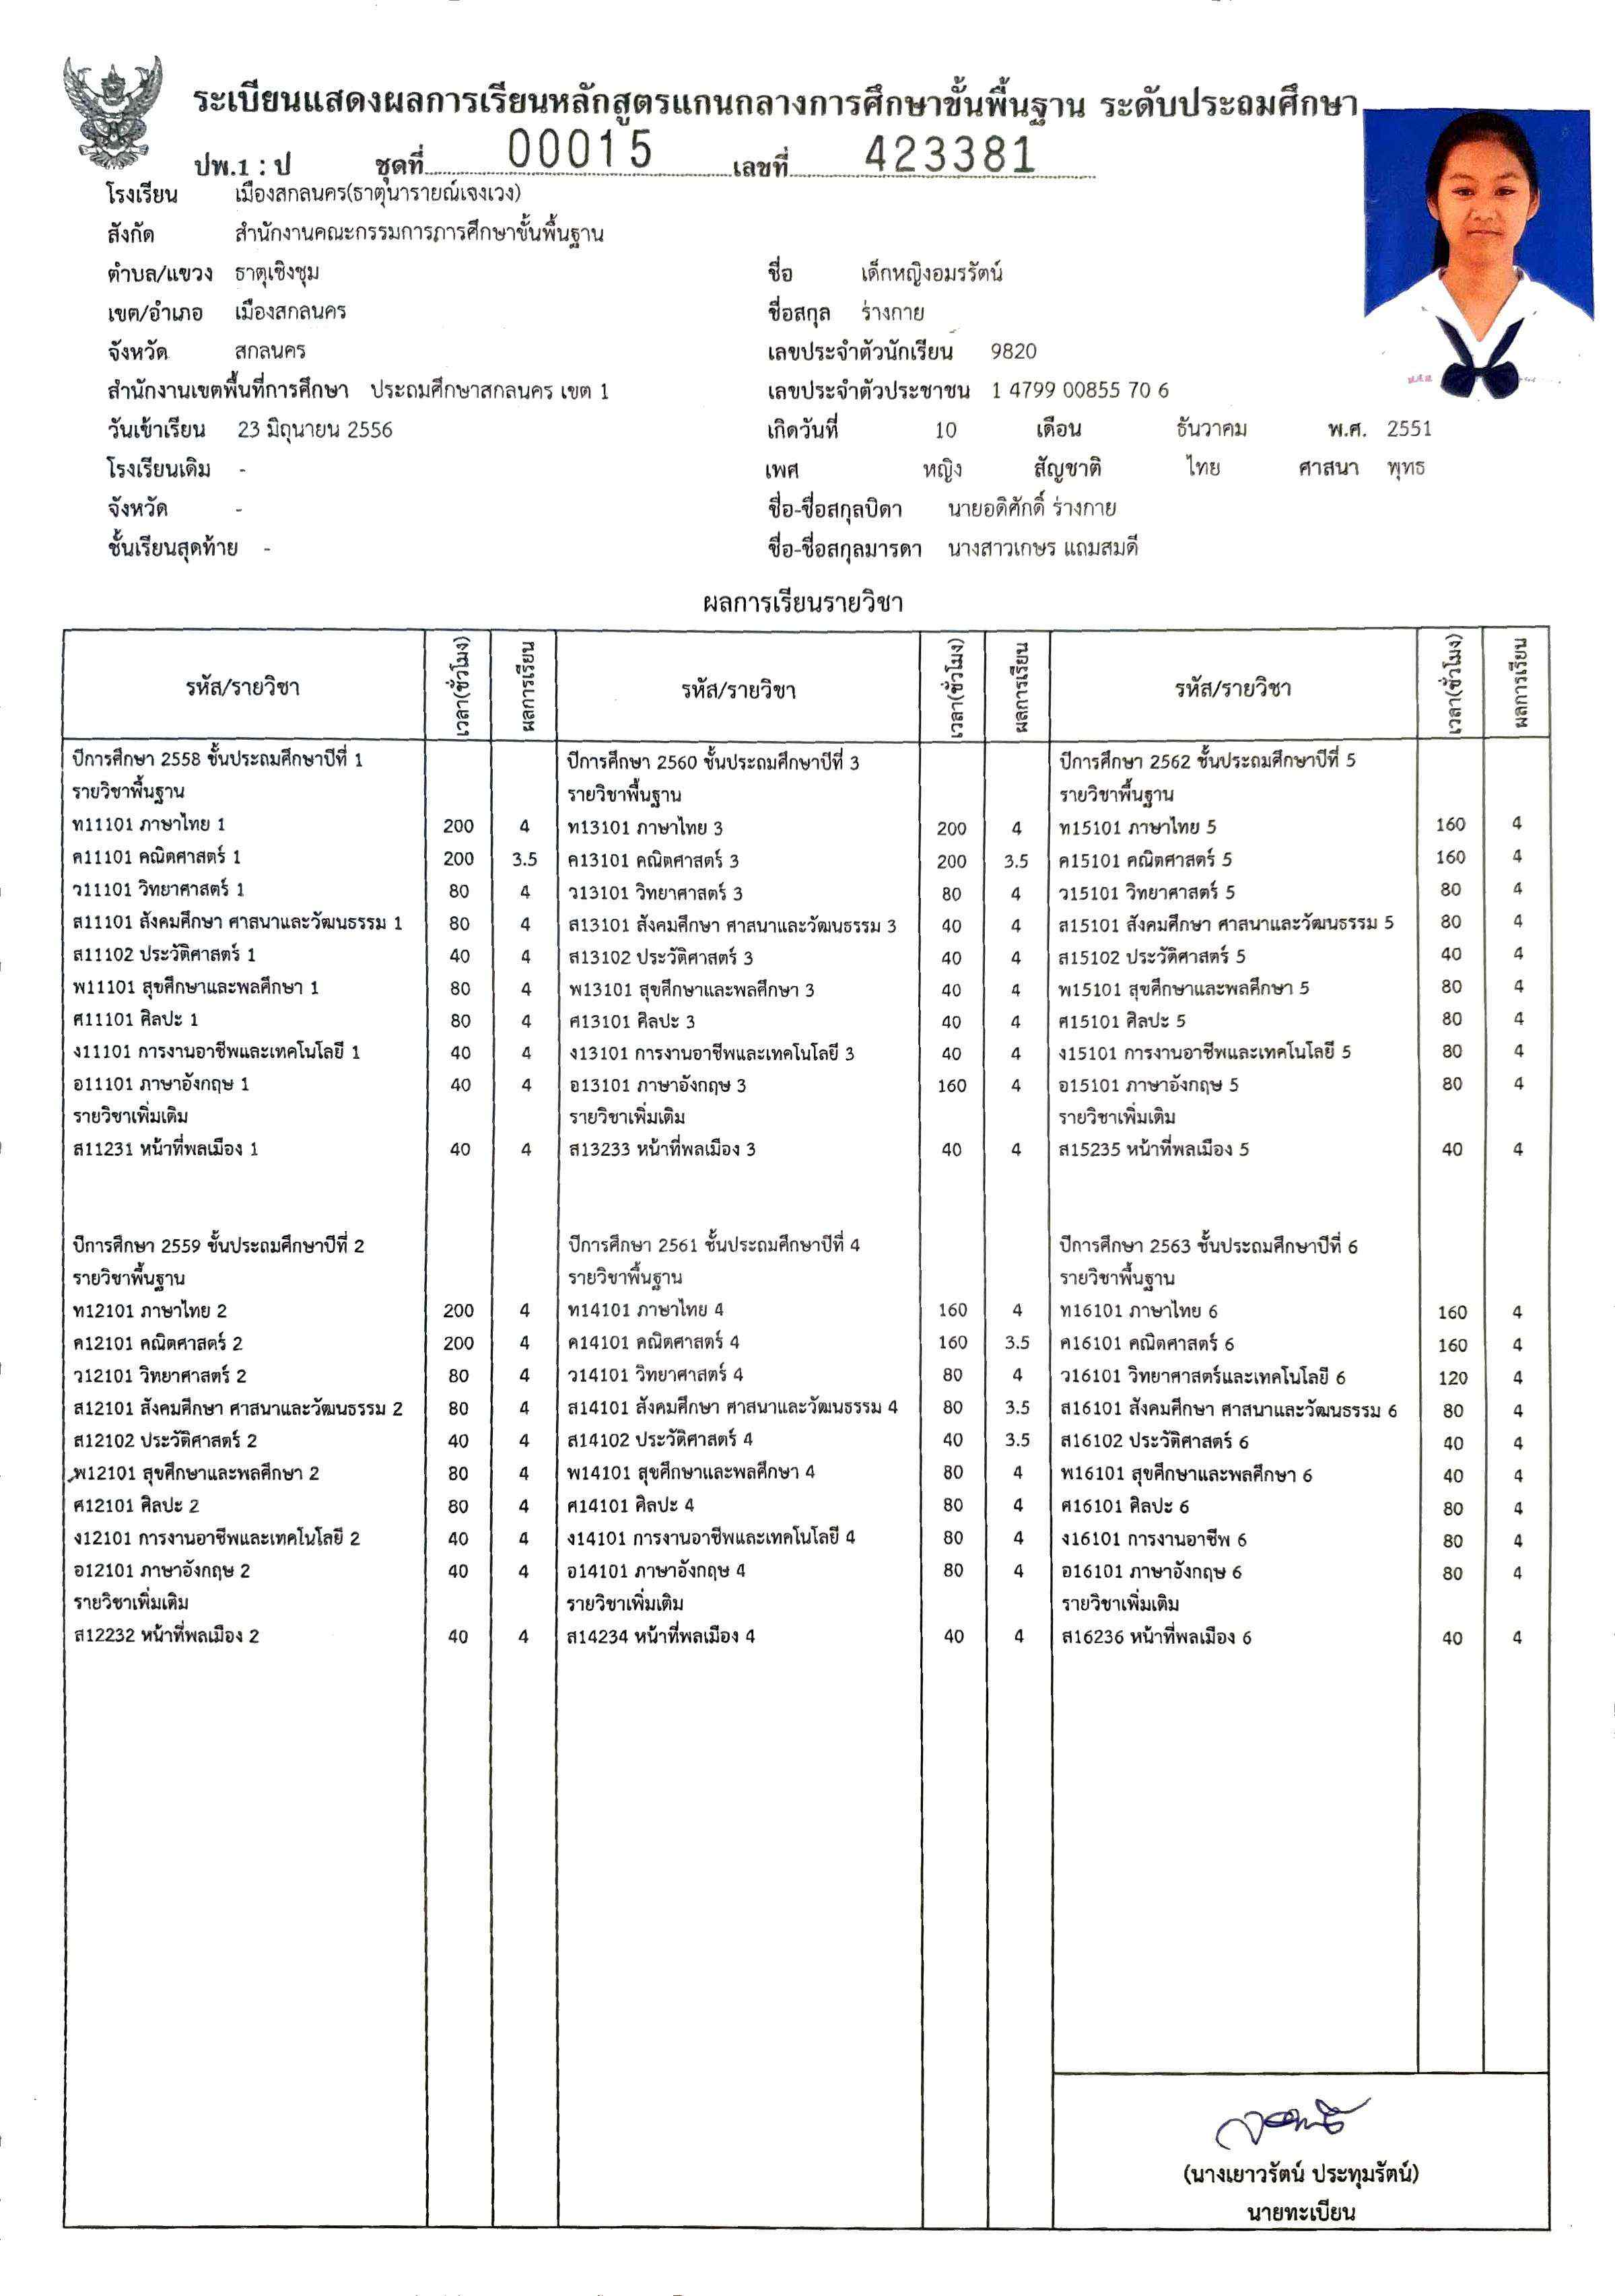 ระเบียนแสดงผลการเรียนหลักสูตรแกนกลางการศึกษาขั้นพื้นฐาน ระดับประถมศึกษา
ปพ.1 : ป ชุดที่ 00015 เลขที่ 423381
โรงเรียน เมืองสกลนคร(ธาตุนารายณ์เจงเวง)
สังกัด สำนักงานคณะกรรมการการศึกษาขั้นพื้นฐาน
ตำบล/แขวง ธาตุเชิงชุม
เขต/อำเภอ เมืองสกลนคร
จังหวัด สกลนคร
สำนักงานเขตพื้นที่การศึกษา ประถมศึกษาสกลนคร เขต 1
วันเข้าเรียน 23 มิถุนายน 2556
โรงเรียนเดิม -
จังหวัด -
ชั้นเรียนสุดท้าย -
ชื่อ เด็กหญิงอมรรัตน์
ชื่อสกุล ร่างกาย
เลขประจำตัวนักเรียน 9820
เลขประจำตัวประชาชน 1 4799 00855 70 6
เกิดวันที่ 10 เดือน ธันวาคม พ.ศ. 2551
เพศ หญิง สัญชาติ ไทย ศาสนา พุทธ
ชื่อ-ชื่อสกุลบิดา นายอดิศักดิ์ ร่างกาย
ชื่อ-ชื่อสกุลมารดา นางสาวเกษร แถมสมดี
ผลการเรียนรายวิชา
รหัส/รายวิชา เวลา(ชั่วโมง) ผลการเรียน
ปีการศึกษา 2558 ชั้นประถมศึกษาปีที่ 1
รายวิชาพื้นฐาน
ท11101 ภาษาไทย 1 200 4
ค11101 คณิตศาสตร์ 1 200 3.5
ว11101 วิทยาศาสตร์ 1 80 4
ส11101 สังคมศึกษา ศาสนาและวัฒนธรรม 1 80 4
ส11102 ประวัติศาสตร์ 1 40 4
พ11101 สุขศึกษาและพลศึกษา 1 80 4
ศ11101 ศิลปะ 1 80 4
ง11101 การงานอาชีพและเทคโนโลยี 1 40 4
อ11101 ภาษาอังกฤษ 1 40 4
รายวิชาเพิ่มเติม
ส11231 หน้าที่พลเมือง 1 40 4
ปีการศึกษา 2559 ชั้นประถมศึกษาปีที่ 2
รายวิชาพื้นฐาน
ท12101 ภาษาไทย 2 200 4
ค12101 คณิตศาสตร์ 2 200 4
ว12101 วิทยาศาสตร์ 2 80 4
ส12101 สังคมศึกษา ศาสนาและวัฒนธรรม 2 80 4
ส12102 ประวัติศาสตร์ 2 40 4
พ12101 สุขศึกษาและพลศึกษา 2 80 4
ศ12101 ศิลปะ 2 80 4
ง12101 การงานอาชีพและเทคโนโลยี 2 40 4
อ12101 ภาษาอังกฤษ 2 40 4
รายวิชาเพิ่มเติม
ส12232 หน้าที่พลเมือง 2 40 4
รหัส/รายวิชา เวลา(ชั่วโมง) ผลการเรียน
ปีการศึกษา 2560 ชั้นประถมศึกษาปีที่ 3
รายวิชาพื้นฐาน
ท13101 ภาษาไทย 3 200 4
ค13101 คณิตศาสตร์ 3 200 3.5
ว13101 วิทยาศาสตร์ 3 80 4
ส13101 สังคมศึกษา ศาสนาและวัฒนธรรม 3 40 4
ส13102 ประวัติศาสตร์ 3 40 4
พ13101 สุขศึกษาและพลศึกษา 3 40 4
ศ13101 ศิลปะ 3 40 4
ง13101 การงานอาชีพและเทคโนโลยี 3 40 4
อ13101 ภาษาอังกฤษ 3 160 4
รายวิชาเพิ่มเติม
ส13233 หน้าที่พลเมือง 3 40 4
ปีการศึกษา 2561 ชั้นประถมศึกษาปีที่ 4
รายวิชาพื้นฐาน
ท14101 ภาษาไทย 4 160 4
ค14101 คณิตศาสตร์ 4 160 3.5
ว14101 วิทยาศาสตร์ 4 80 4
ส14101 สังคมศึกษา ศาสนาและวัฒนธรรม 4 80 3.5
ส14102 ประวัติศาสตร์ 4 40 3.5
พ14101 สุขศึกษาและพลศึกษา 4 80 4
ศ14101 ศิลปะ 4 80 4
ง14101 การงานอาชีพและเทคโนโลยี 4 80 4
อ14101 ภาษาอังกฤษ 4 80 4
รายวิชาเพิ่มเติม
ส14234 หน้าที่พลเมือง 4 40 4
รหัส/รายวิชา เวลา(ชั่วโมง) ผลการเรียน
ปีการศึกษา 2562 ชั้นประถมศึกษาปีที่ 5
รายวิชาพื้นฐาน
ท15101 ภาษาไทย 5 160 4
ค15101 คณิตศาสตร์ 5 160 4
ว15101 วิทยาศาสตร์ 5 80 4
ส15101 สังคมศึกษา ศาสนาและวัฒนธรรม 5 80 4
ส15102 ประวัติศาสตร์ 5 40 4
พ15101 สุขศึกษาและพลศึกษา 5 80 4
ศ15101 ศิลปะ 5 80 4
ง15101 การงานอาชีพและเทคโนโลยี 5 80 4
อ15101 ภาษาอังกฤษ 5 80 4
รายวิชาเพิ่มเติม
ส15235 หน้าที่พลเมือง 5 40 4
ปีการศึกษา 2563 ชั้นประถมศึกษาปีที่ 6
รายวิชาพื้นฐาน
ท16101 ภาษาไทย 6 160 4
ค16101 คณิตศาสตร์ 6 160 4
ว16101 วิทยาศาสตร์และเทคโนโลยี 6 120 4
ส16101 สังคมศึกษา ศาสนาและวัฒนธรรม 6 80 4
ส16102 ประวัติศาสตร์ 6 40 4
พ16101 สุขศึกษาและพลศึกษา 6 40 4
ศ16101 ศิลปะ 6 80 4
ง16101 การงานอาชีพ 6 80 4
อ16101 ภาษาอังกฤษ 6 80 4
รายวิชาเพิ่มเติม
ส16236 หน้าที่พลเมือง 6 40 4
(นางเยาวรัตน์ ประทุมรัตน์)
นายทะเบียน